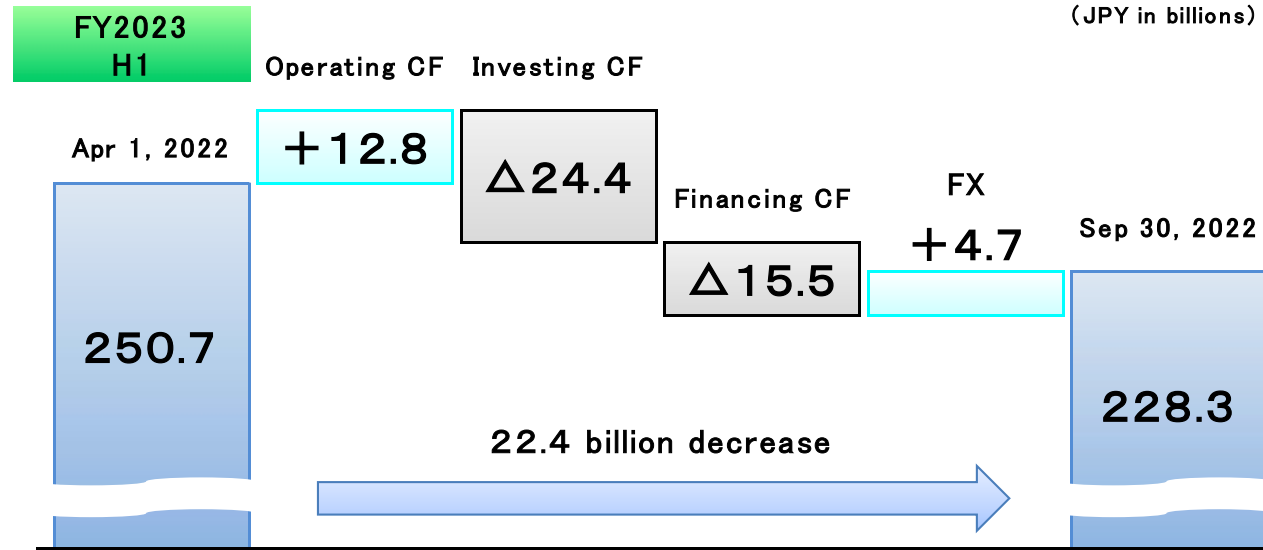 FY2023
H1
（JPY in billions）
Operating CF
Investing CF
Apr 1, 2022
＋12.8
△24.4
Financing CF
FX
＋4.7
Sep 30, 2022
△15.5
250.7
228.3
22.4 billion decrease